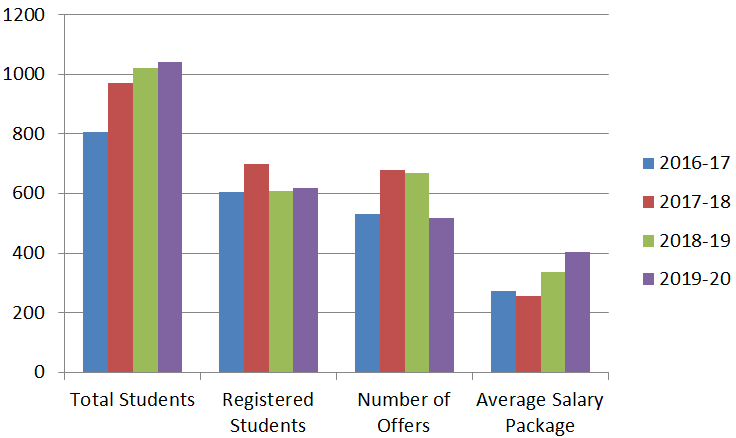 1200
1000
800
600
400
200
0
Total Students
Registered
Students
Number of
Offers
Average Salary
Package
2016-17
2017-18
2018-19
2019-20